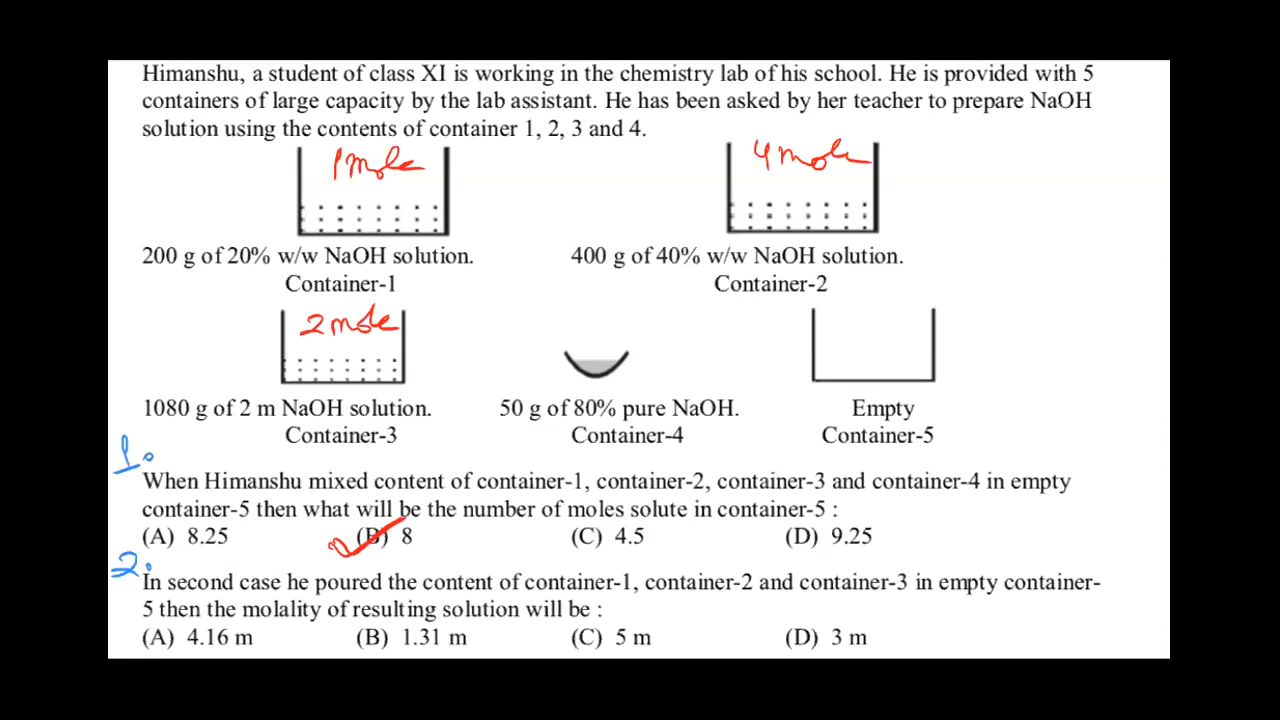 Himanshu, a student of class XI is working in the chemistry lab of his school. He is provided with 5
containers of large capacity by the lab assistant. He has been asked by her teacher to prepare NaOH
solution using the contents of container 1, 2, 3 and 4.
1 mole
4 mole
200 g of 20% w/w NaOH solution.
400 g of 40% w/w NaOH solution.
Container-1
Container-2
2 mole
1080 g of 2 m NaOH solution.
50 g of 80% pure NaOH.
Empty
Container-3
Container-4
Container-5
1.
When Himanshu mixed content of container-1, container-2, container-3 and container-4 in empty
container-5 then what will be the number of moles solute in container-5 :
(A) 8.25 (B) 8 (C) 4.5 (D) 9.25
2.
In second case he poured the content of container-1, container-2 and container-3 in empty container-
5 then the molality of resulting solution will be :
(A) 4.16 m (B) 1.31 m (C) 5 m (D) 3 m